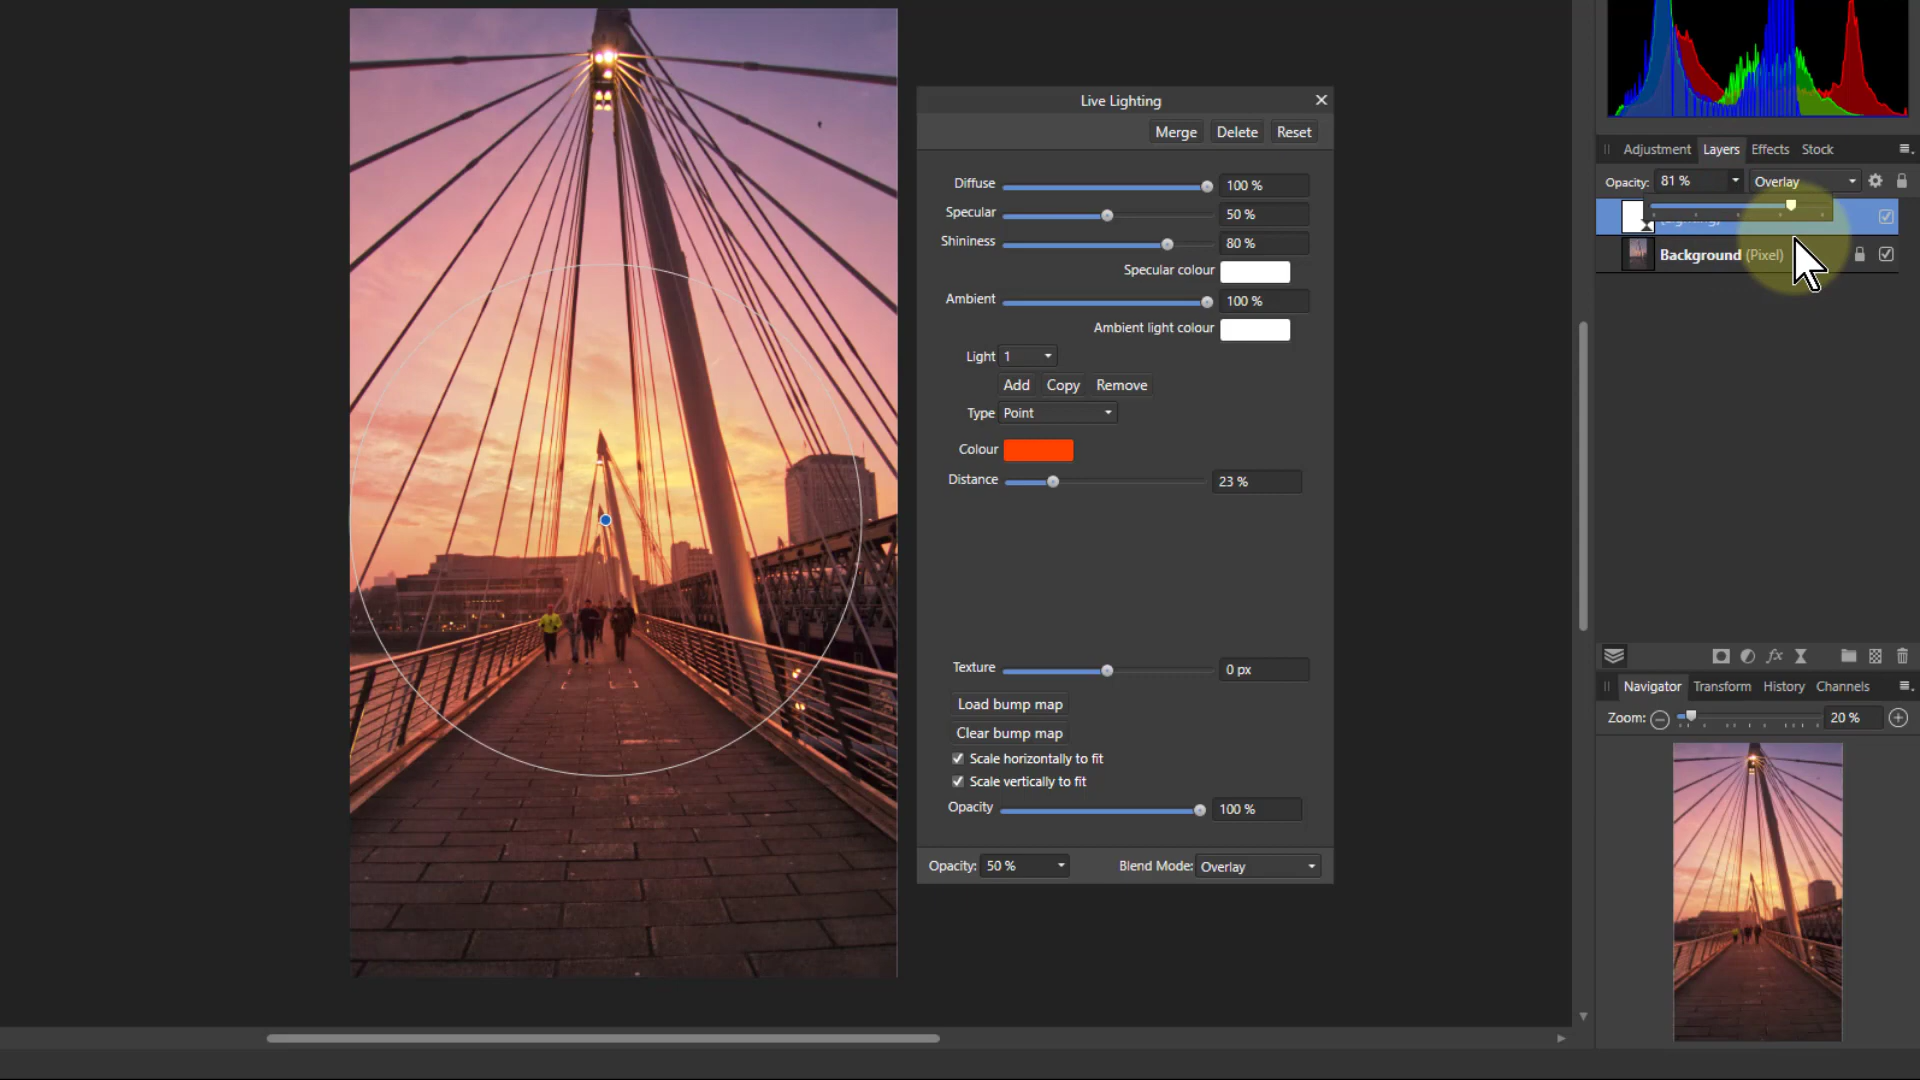 Live Lighting
Merge Delete Reset
Diffuse 100 %
Specular 50 %
Shininess 80 %
Specular colour
Ambient 100 %
Ambient light colour
Light 1
Add Copy Remove
Type Point
Colour
Distance 23 %
Texture 0 px
Load bump map
Clear bump map
Scale horizontally to fit
Scale vertically to fit
Opacity 100 %
Opacity: 50 % Blend Mode: Overlay
Adjustment Layers Effects Stock
Opacity: 81 % Overlay
Background (Pixel)
fx
Navigator Transform History Channels
Zoom: 20 %